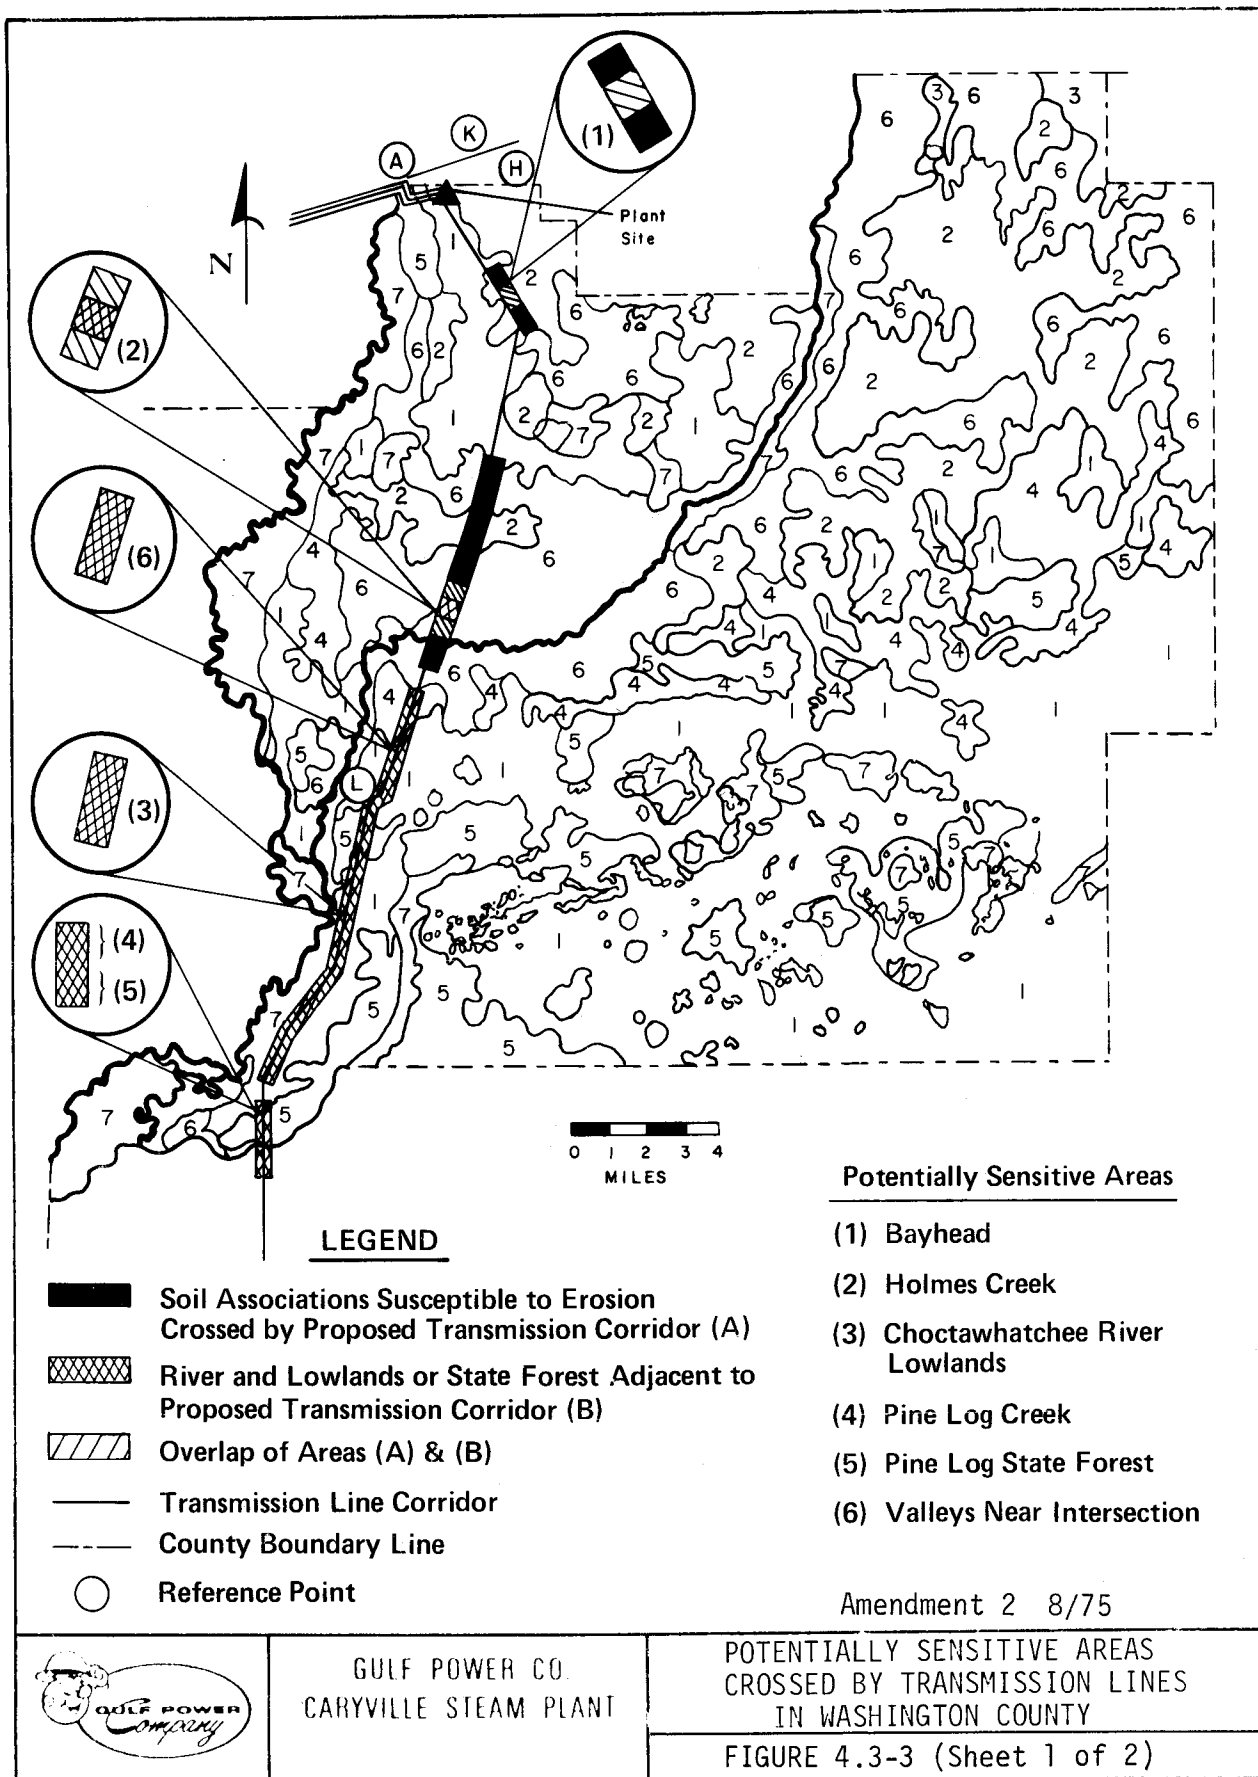 (1)
K
A
H
Plant
Site
N
(2)
(6)
(3)
L
(4)
(5)
0 1 2 3 4
MILES
LEGEND
Soil Associations Susceptible to Erosion
Crossed by Proposed Transmission Corridor (A)
River and Lowlands or State Forest Adjacent to
Proposed Transmission Corridor (B)
Overlap of Areas (A) & (B)
Transmission Line Corridor
County Boundary Line
Reference Point
Potentially Sensitive Areas
(1) Bayhead
(2) Holmes Creek
(3) Choctawhatchee River
Lowlands
(4) Pine Log Creek
(5) Pine Log State Forest
(6) Valleys Near Intersection
Amendment 2 8/75
GULF POWER
Company
GULF POWER CO.
CARYVILLE STEAM PLANT
POTENTIALLY SENSITIVE AREAS
CROSSED BY TRANSMISSION LINES
IN WASHINGTON COUNTY
FIGURE 4.3-3 (Sheet 1 of 2)